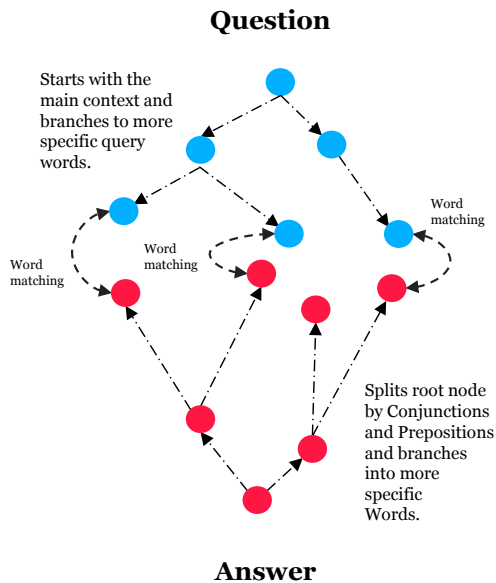 Question
Starts with the
main context and
branches to more
specific query
words.
Word
matching
Word
matching
Word
matching
Splits root node
by Conjunctions
and Prepositions
and branches
into more
specific
Words.
Answer